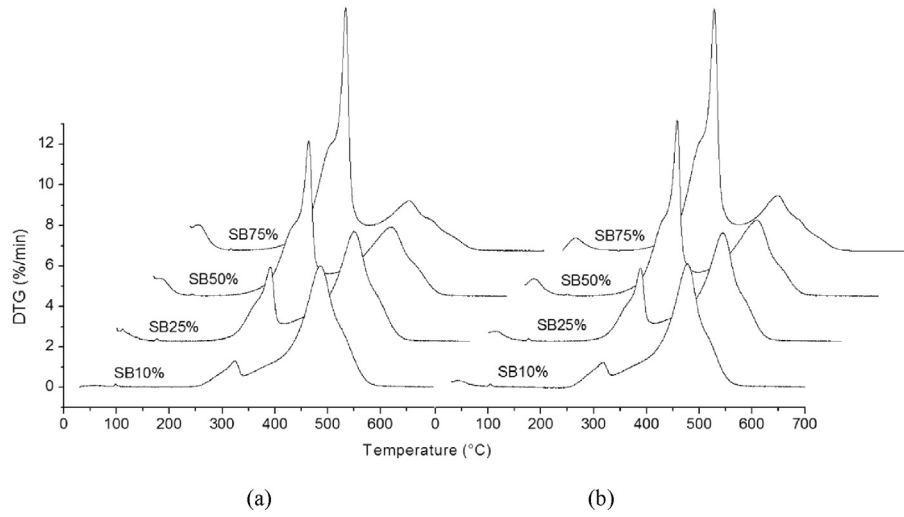 12
10
8
6
4
2
0
DTG (%/min)
SB75%
SB50%
SB25%
SB10%
SB75%
SB50%
SB25%
SB10%
0 100 200 300 400 500 600 0 100 200 300 400 500 600 700
Temperature (°C)
(a) (b)